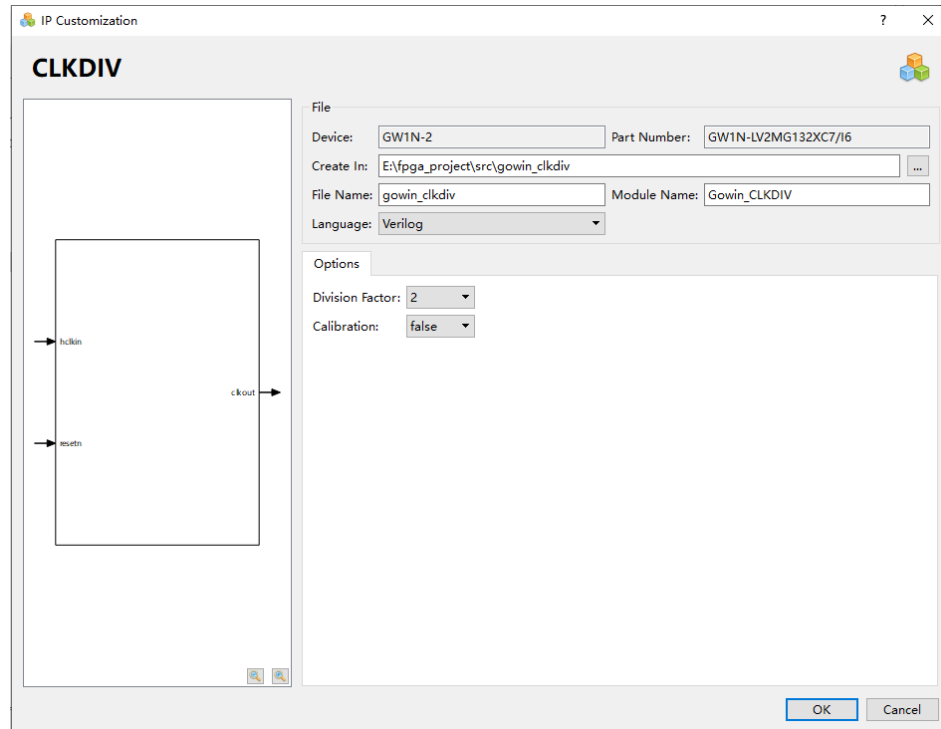 IP Customization
?
CLKDIV
File
Device: GW1N-2 Part Number: GW1N-LV2MG132XC7/I6
Create In: E:\fpga_project\src\gowin_clkdiv ...
File Name: gowin_clkdiv Module Name: Gowin_CLKDIV
Language: Verilog
Options
Division Factor: 2
Calibration: false
hclkin
clkout
resetn
OK Cancel